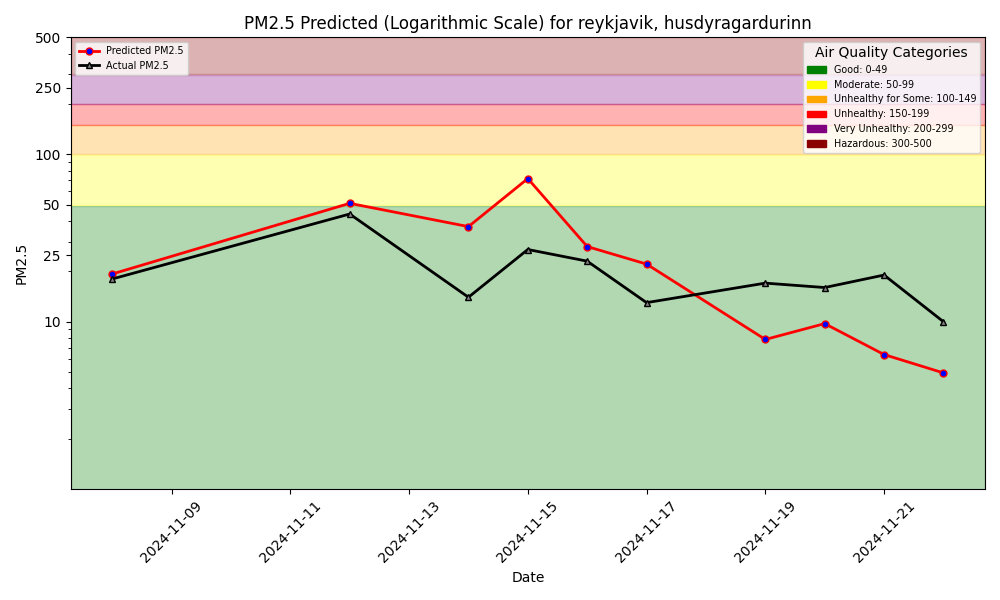 PM2.5 Predicted (Logarithmic Scale) for reykjavik, husdyragardurinn
Predicted PM2.5
Actual PM2.5
Air Quality Categories
Good: 0-49
Moderate: 50-99
Unhealthy for Some: 100-149
Unhealthy: 150-199
Very Unhealthy: 200-299
Hazardous: 300-500
500
250
100
50
25
10
PM2.5
2024-11-09
2024-11-11
2024-11-13
2024-11-15
2024-11-17
2024-11-19
2024-11-21
Date